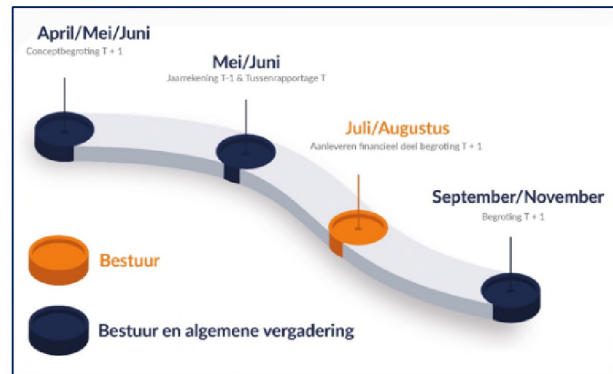 April/Mei/Juni
Conceptbegroting T + 1
Mei/Juni
Jaarrekening T-1 & Tussenrapportage T
Juli/Augustus
Aanleveren financieel deel begroting T + 1
September/November
Begroting T + 1
Bestuur
Bestuur en algemene vergadering